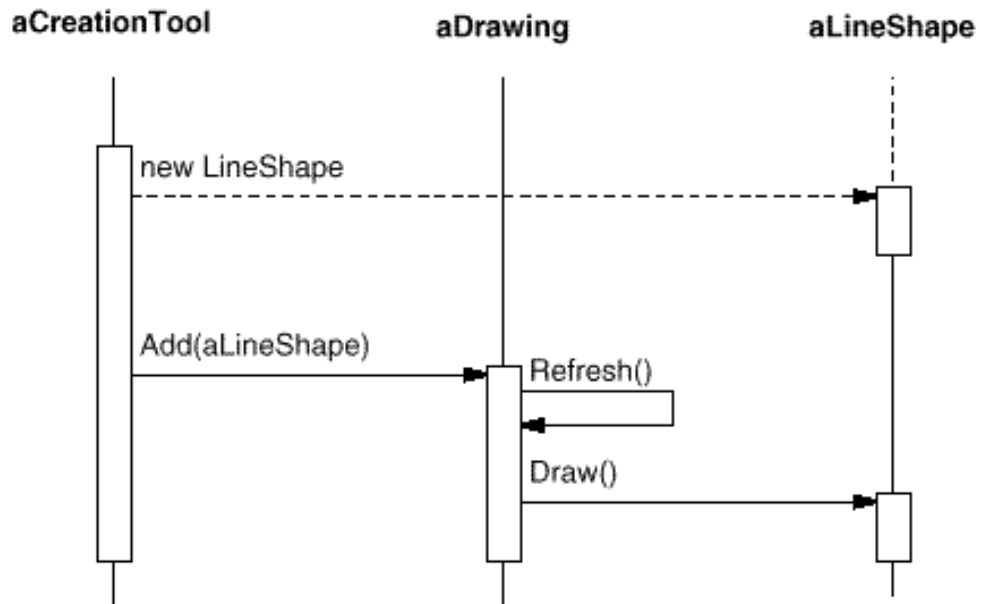 aCreationTool
aDrawing
aLineShape
new LineShape
Add(aLineShape)
Refresh()
Draw()